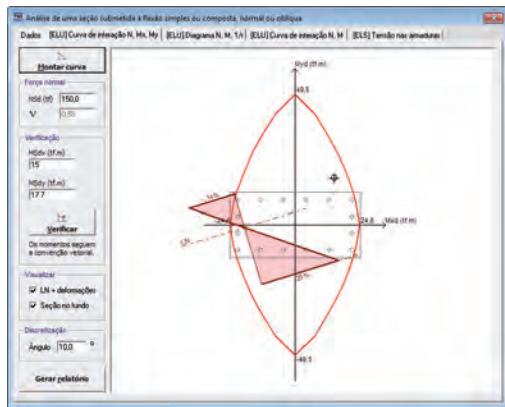 Análise de uma seção submetida à flexão simples ou composta, normal ou oblíqua
Dados [ELU] Curva de interação N, Mx, My [ELU] Diagrama N, M, 1/r [ELU] Curva de interação N, M [ELS] Tensão nas armaduras
Montar curva
Força normal
NSd (tf) 150,0
ν
Verificação
MSdx (tf.m)
15
MSdy (tf.m)
17.7
Verificar
Os momentos seguem
a convenção vetorial.
Visualizar
LN + deformações
Seção no fundo
Discretização
Ângulo 10,0 °
Gerar relatório
Myd (tf.m)
49,5
24,8 Mxd (tf.m)
LN
-49,5